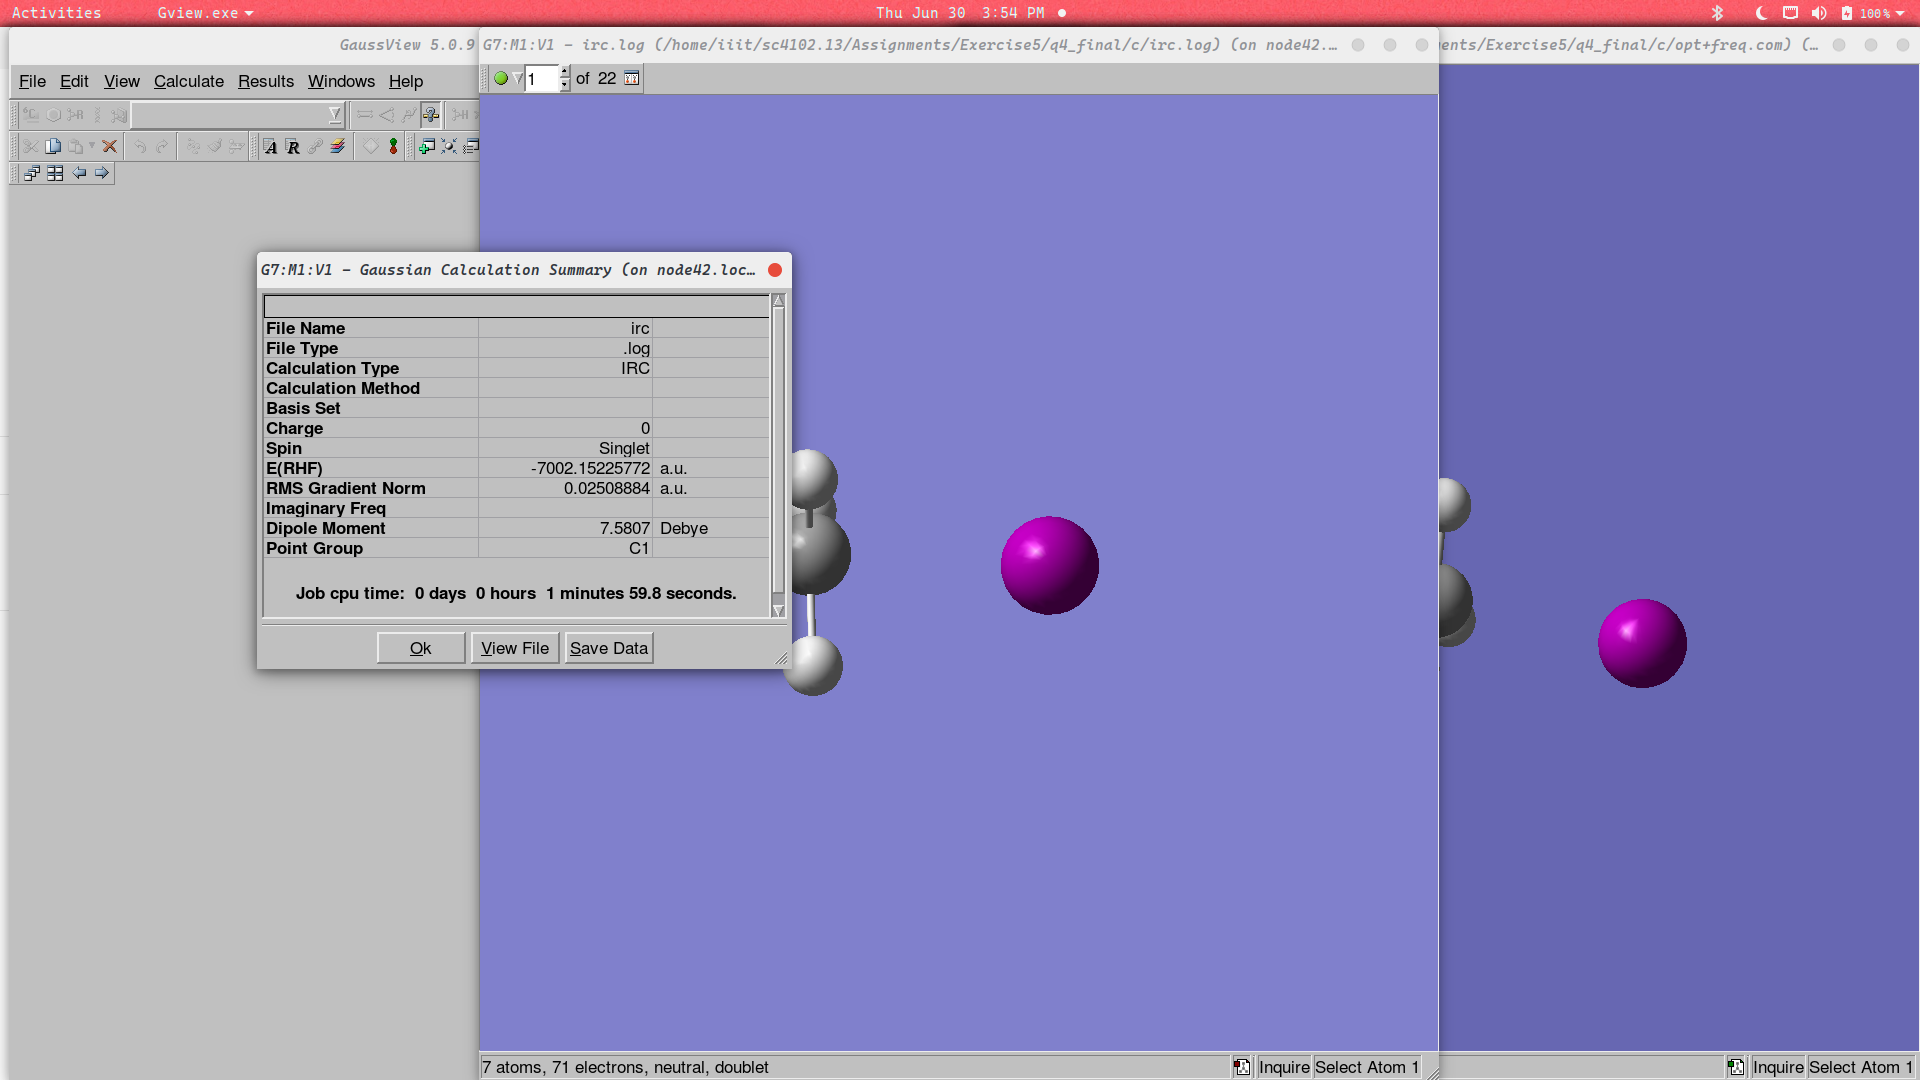 Activities
Gview.exe
Thu Jun 30 3:54 PM
100%
GaussView 5.0.9
File Edit View Calculate Results Windows Help
G7:M1:V1 - irc.log (/home/iiit/sc4102.13/Assignments/Exercise5/q4_final/c/irc.log) (on node42....
ents/Exercise5/q4_final/c/opt+freq.com) (...
1 of 22
A R
G7:M1:V1 - Gaussian Calculation Summary (on node42.loc...
File Name irc
File Type .log
Calculation Type IRC
Calculation Method
Basis Set
Charge 0
Spin Singlet
E(RHF) -7002.15225772 a.u.
RMS Gradient Norm 0.02508884 a.u.
Imaginary Freq
Dipole Moment 7.5807 Debye
Point Group C1
Job cpu time: 0 days 0 hours 1 minutes 59.8 seconds.
Ok View File Save Data
7 atoms, 71 electrons, neutral, doublet
Inquire Select Atom 1
Inquire Select Atom 1